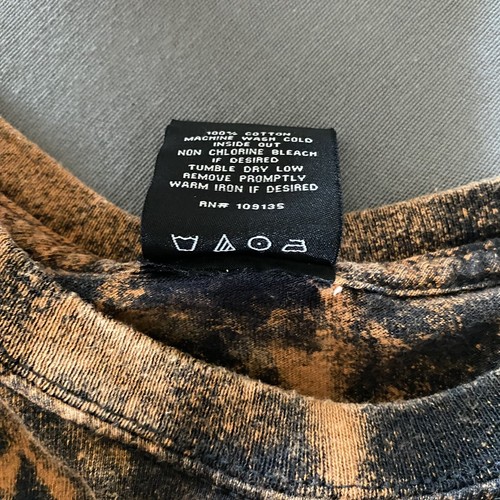 100% COTTON
MACHINE WASH COLD
INSIDE OUT
NON CHLORINE BLEACH
IF DESIRED
TUMBLE DRY LOW
REMOVE PROMPTLY
WARM IRON IF DESIRED
RN# 109135